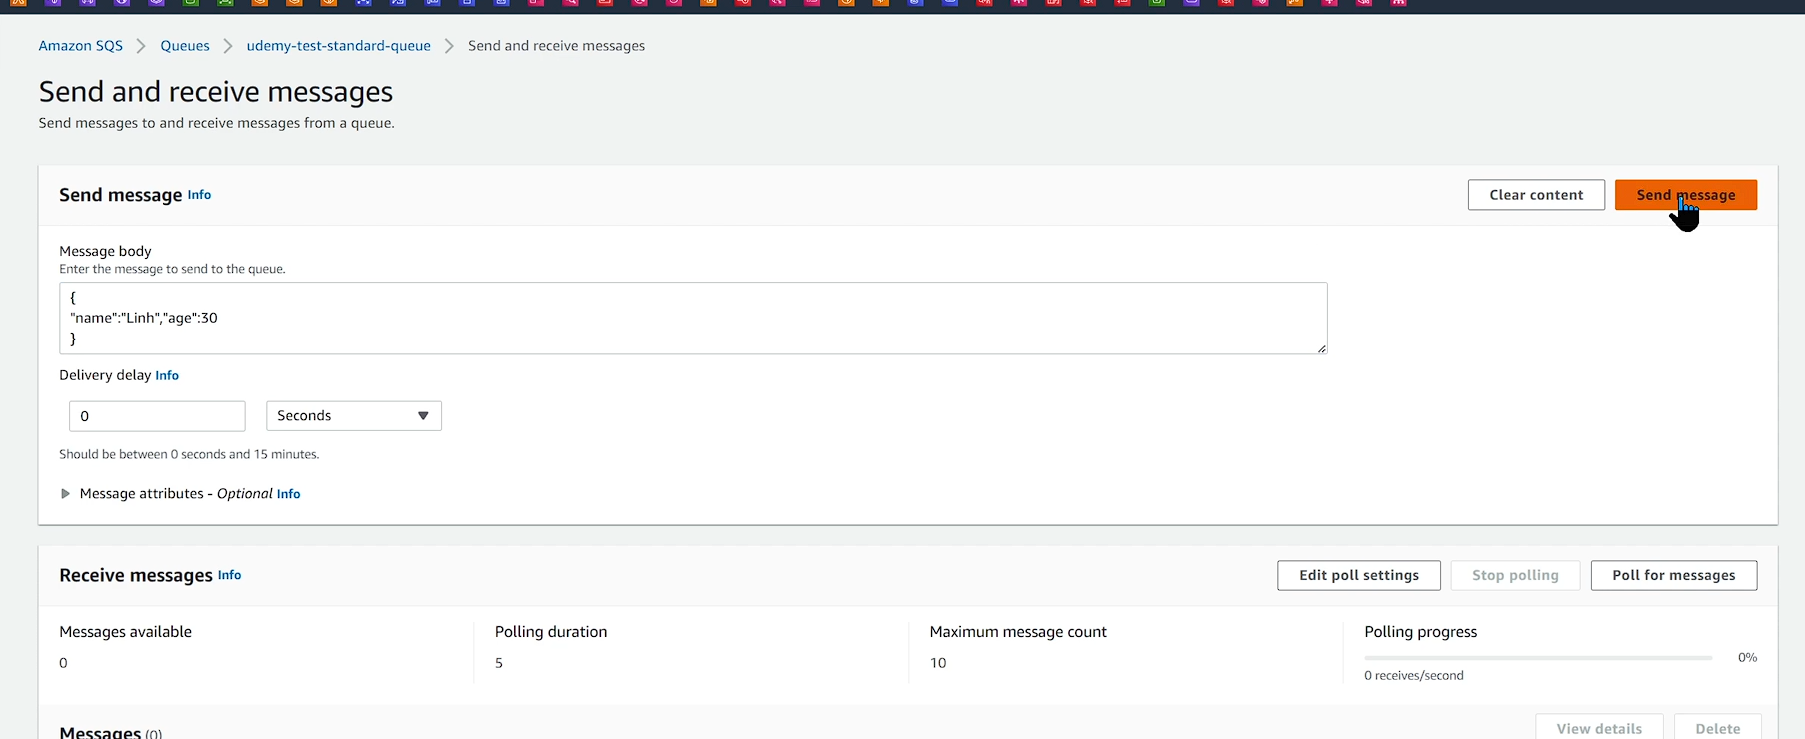 Amazon SQS > Queues > udemy-test-standard-queue > Send and receive messages
Send and receive messages
Send messages to and receive messages from a queue.
Send message Info
Clear content
Send message
Message body
Enter the message to send to the queue.
{
"name":"Linh","age":30
}
Delivery delay Info
0
Seconds
Should be between 0 seconds and 15 minutes.
Message attributes - Optional Info
Receive messages Info
Edit poll settings
Stop polling
Poll for messages
Messages available
0
Polling duration
5
Maximum message count
10
Polling progress
0%
0 receives/second
Messages (0)
View details
Delete